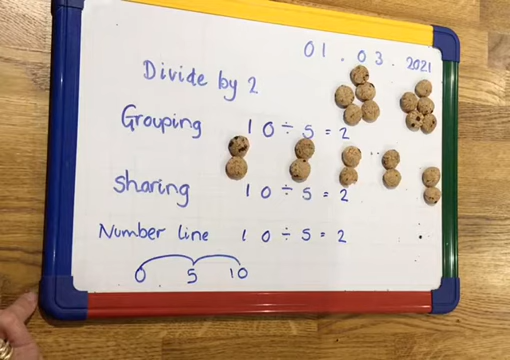 01.03.2021
Divide by 2
Grouping 10 ÷ 5 = 2
Sharing 10 ÷ 5 = 2
Number line 10 ÷ 5 = 2
0 5 10